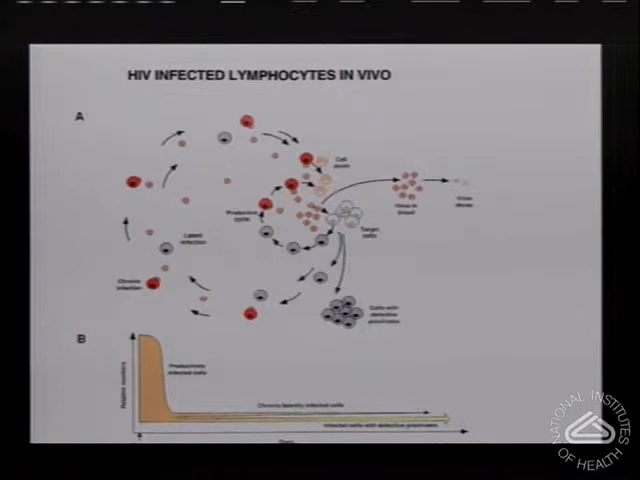 HIV INFECTED LYMPHOCYTES IN VIVO
A
Cell
death
Productive
cycle
Virus in
blood
Virus
decay
Target
cells
Latent
infection
Chronic
infection
Cells with
defective
proviruses
B
Relative numbers
Productively
infected cells
Chronic/latently infected cells
Infected cells with defective proviruses
Days
NATIONAL INSTITUTES
OF HEALTH